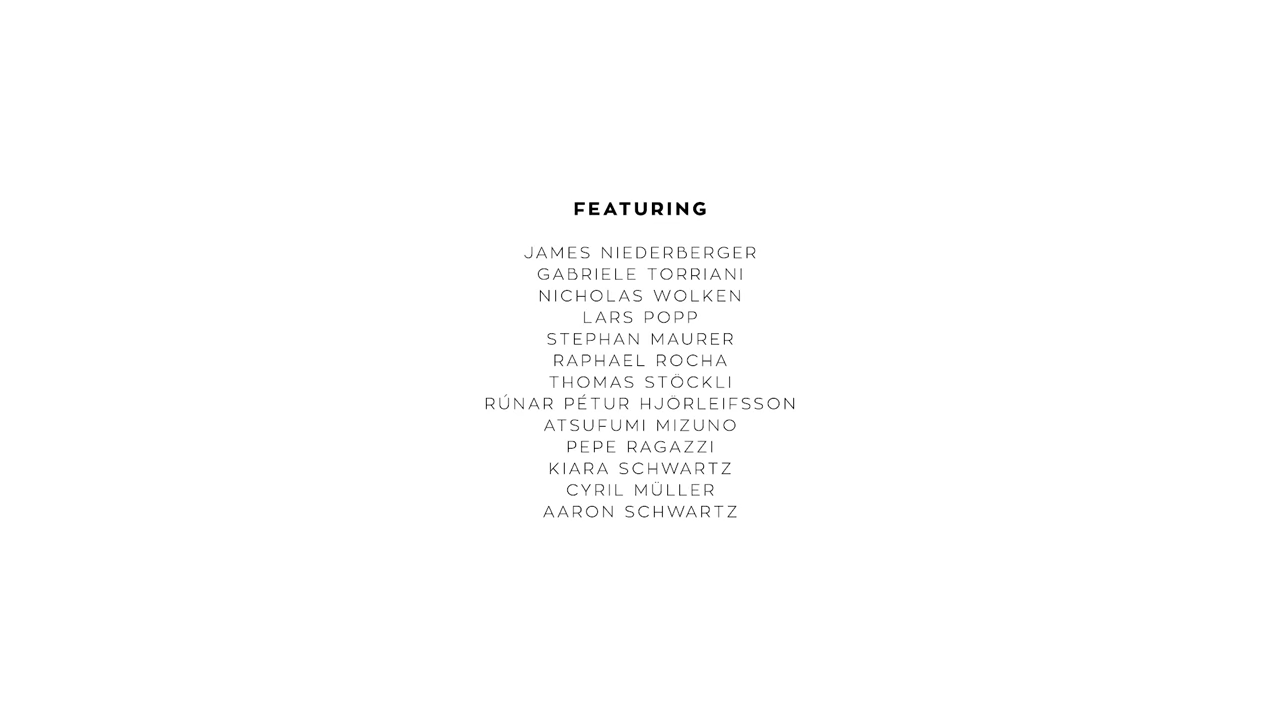 FEATURING
JAMES NIEDERBERGER
GABRIELE TORRIANI
NICHOLAS WOLKEN
LARS POPP
STEPHAN MAURER
RAPHAEL ROCHA
THOMAS STÖCKLI
RÚNAR PÉTUR HJÖRLEIFSSON
ATSUFUMI MIZUNO
PEPE RAGAZZI
KIARA SCHWARTZ
CYRIL MÜLLER
AARON SCHWARTZ